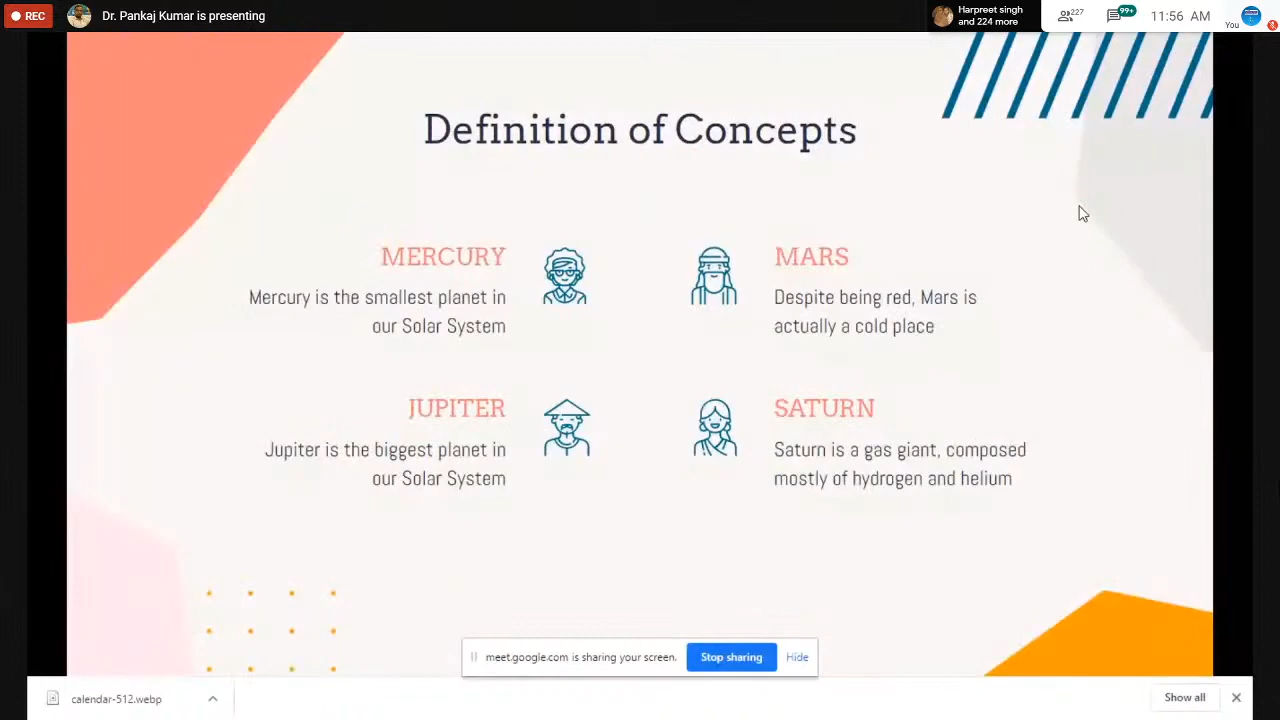 REC
Dr. Pankaj Kumar is presenting
Harpreet singh
and 224 more
227
99+
11:56 AM
You
Definition of Concepts
MERCURY
Mercury is the smallest planet in
our Solar System
MARS
Despite being red, Mars is
actually a cold place
JUPITER
Jupiter is the biggest planet in
our Solar System
SATURN
Saturn is a gas giant, composed
mostly of hydrogen and helium
meet.google.com is sharing your screen.
Stop sharing
Hide
calendar-512.webp
Show all